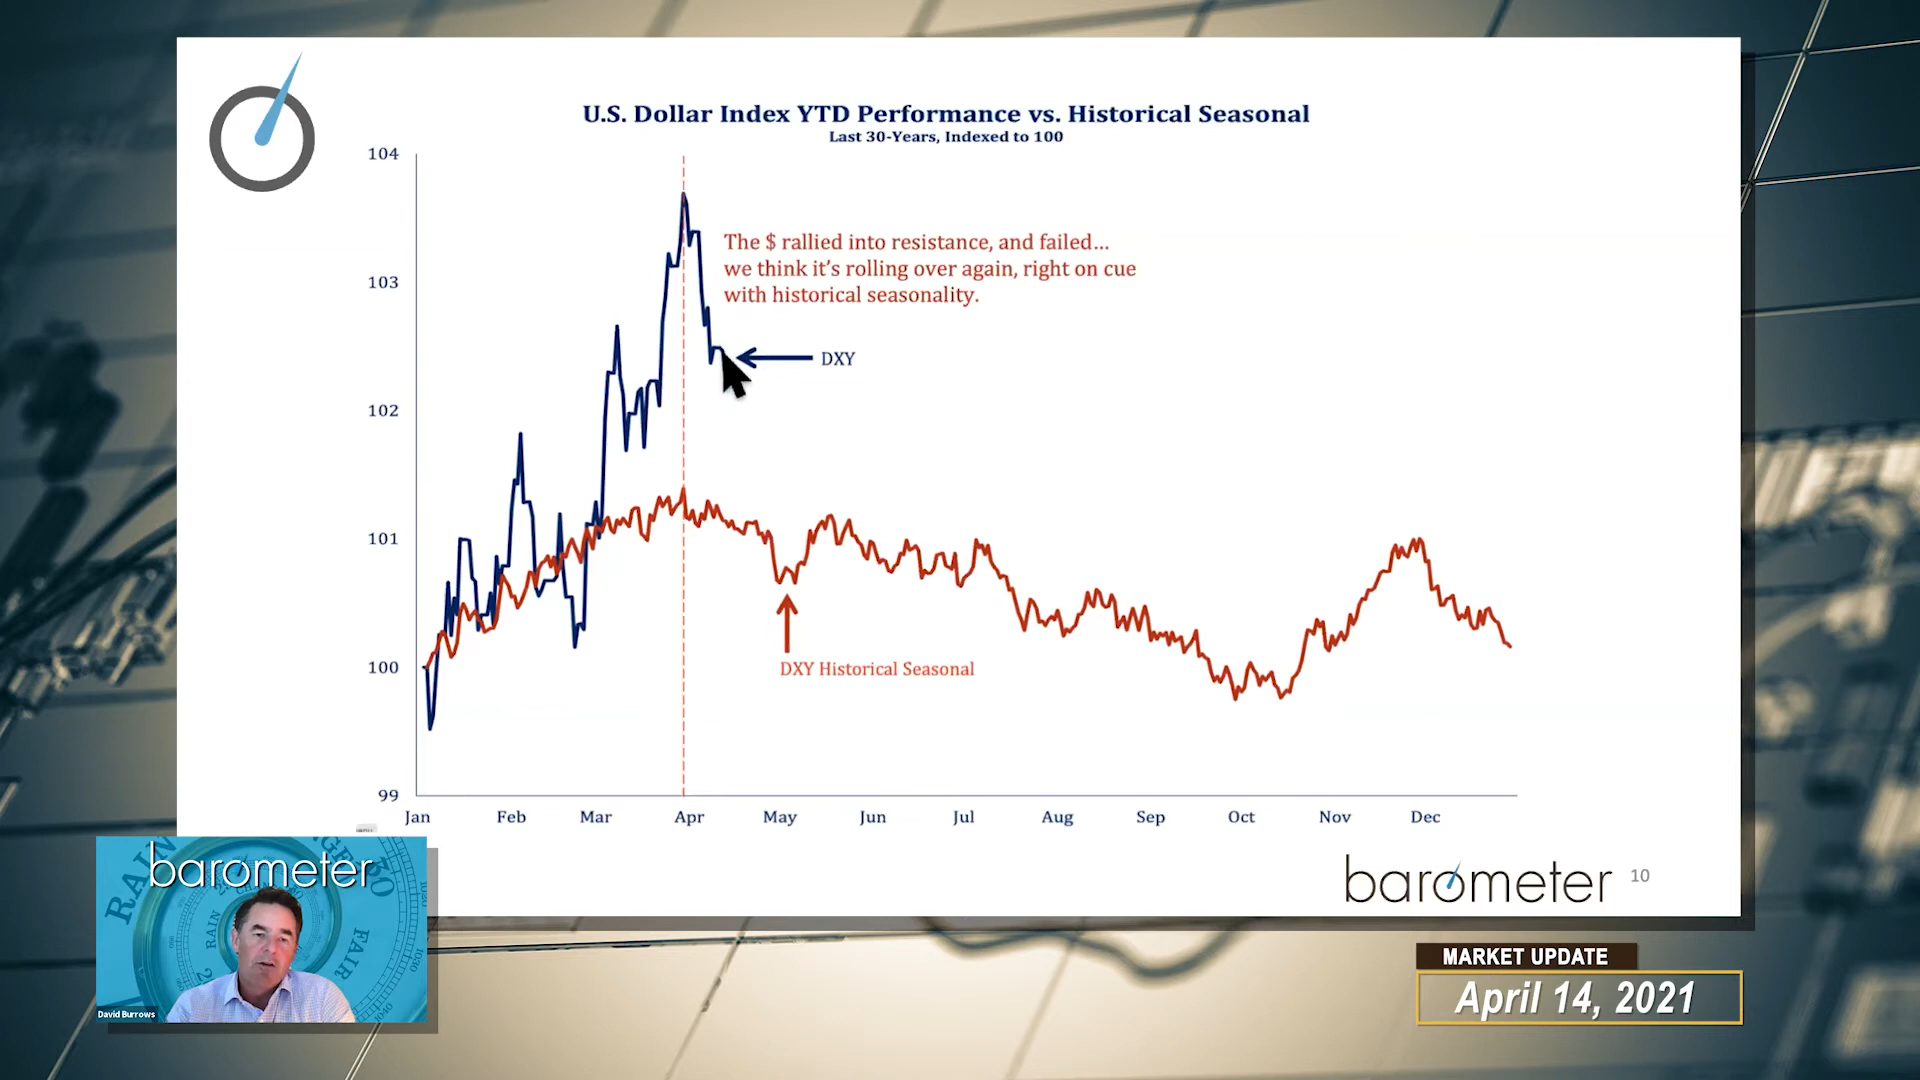 U.S. Dollar Index YTD Performance vs. Historical Seasonal
Last 30-Years, Indexed to 100
104
103
102
101
100
99
The $ rallied into resistance, and failed...
we think it's rolling over again, right on cue
with historical seasonality.
DXY
DXY Historical Seasonal
Jan Feb Mar Apr May Jun Jul Aug Sep Oct Nov Dec
barometer
10
barometer
RAIN
RAIN
FAIR
David Burrows
MARKET UPDATE
April 14, 2021